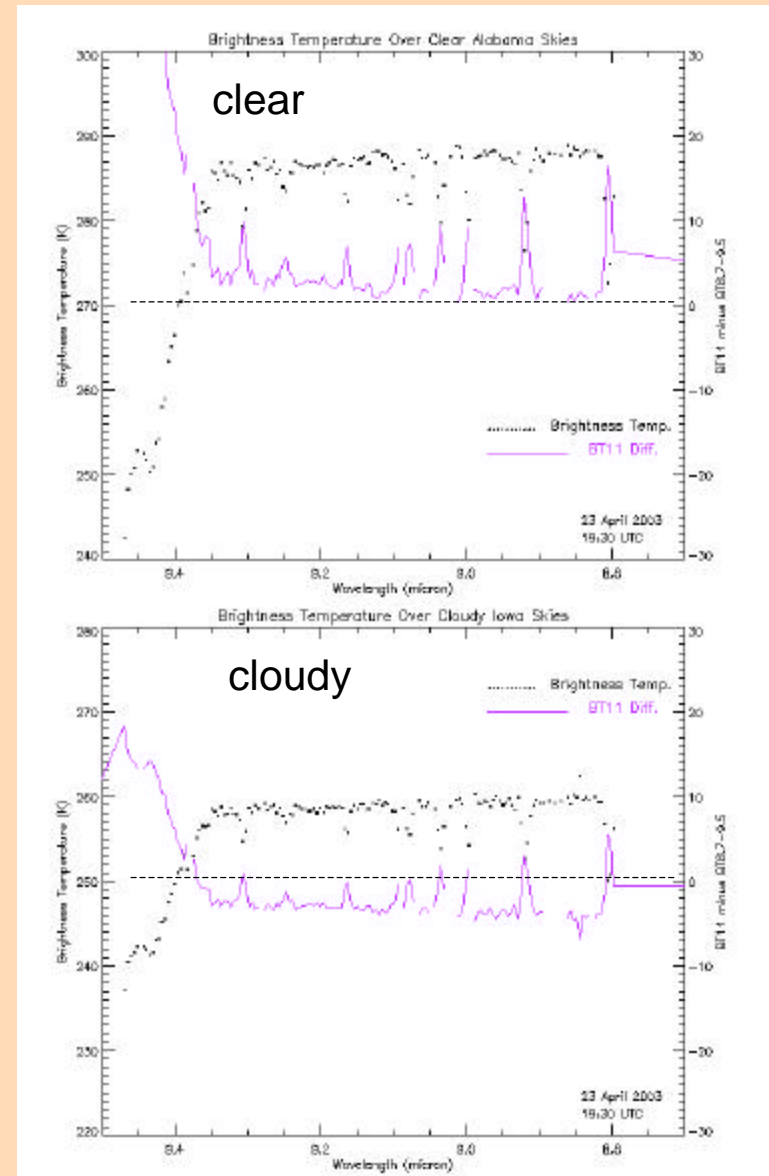 Brightness Temperature Over Clear Alabama Skies
clear
300
290
280
270
260
250
240
Brightness Temperature (K)
30
20
10
0
-10
-20
-30
BT11 minus BT8.7-9.5
Brightness Temp.
BT11 Diff.
23 April 2003
19:30 UTC
9.4
9.2
9.0
8.8
Wavelength (micron)
Brightness Temperature Over Cloudy Iowa Skies
cloudy
280
270
260
250
240
230
220
Brightness Temperature (K)
30
20
10
0
-10
-20
-30
BT11 minus BT8.7-9.5
Brightness Temp.
BT11 Diff.
23 April 2003
19:30 UTC
9.4
9.2
9.0
8.8
Wavelength (micron)